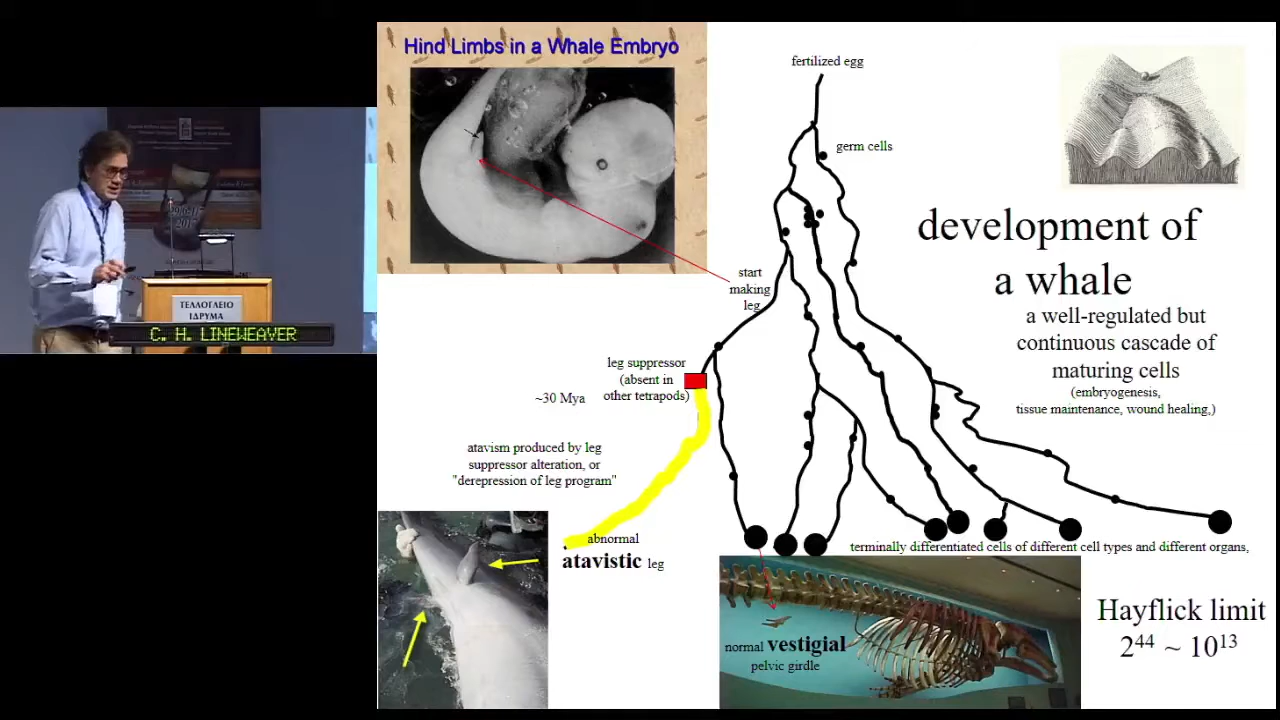 ΤΕΛΛΟΓΛΕΙΟ
ΙΔΡΥΜΑ
C. H. LINEWEAVER
Hind Limbs in a Whale Embryo
fertilized egg
germ cells
development of
a whale
a well-regulated but
continuous cascade of
maturing cells
(embryogenesis,
tissue maintenance, wound healing,)
start
making
leg
leg suppressor
(absent in
other tetrapods)
~30 Mya
atavism produced by leg
suppressor alteration, or
"derepression of leg program"
abnormal
atavistic leg
terminally differentiated cells of different cell types and different organs,
normal vestigial
pelvic girdle
Hayflick limit
2⁴⁴ ~ 10¹³